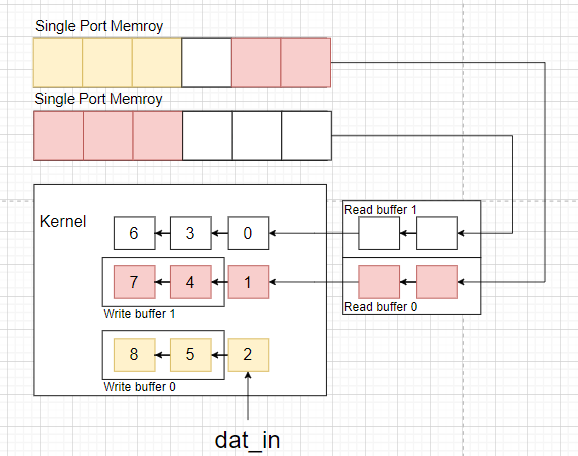 Single Port Memroy
Single Port Memroy
Kernel
Read buffer 1
6 3 0
7 4 1
Write buffer 1
Read buffer 0
8 5 2
Write buffer 0
dat_in